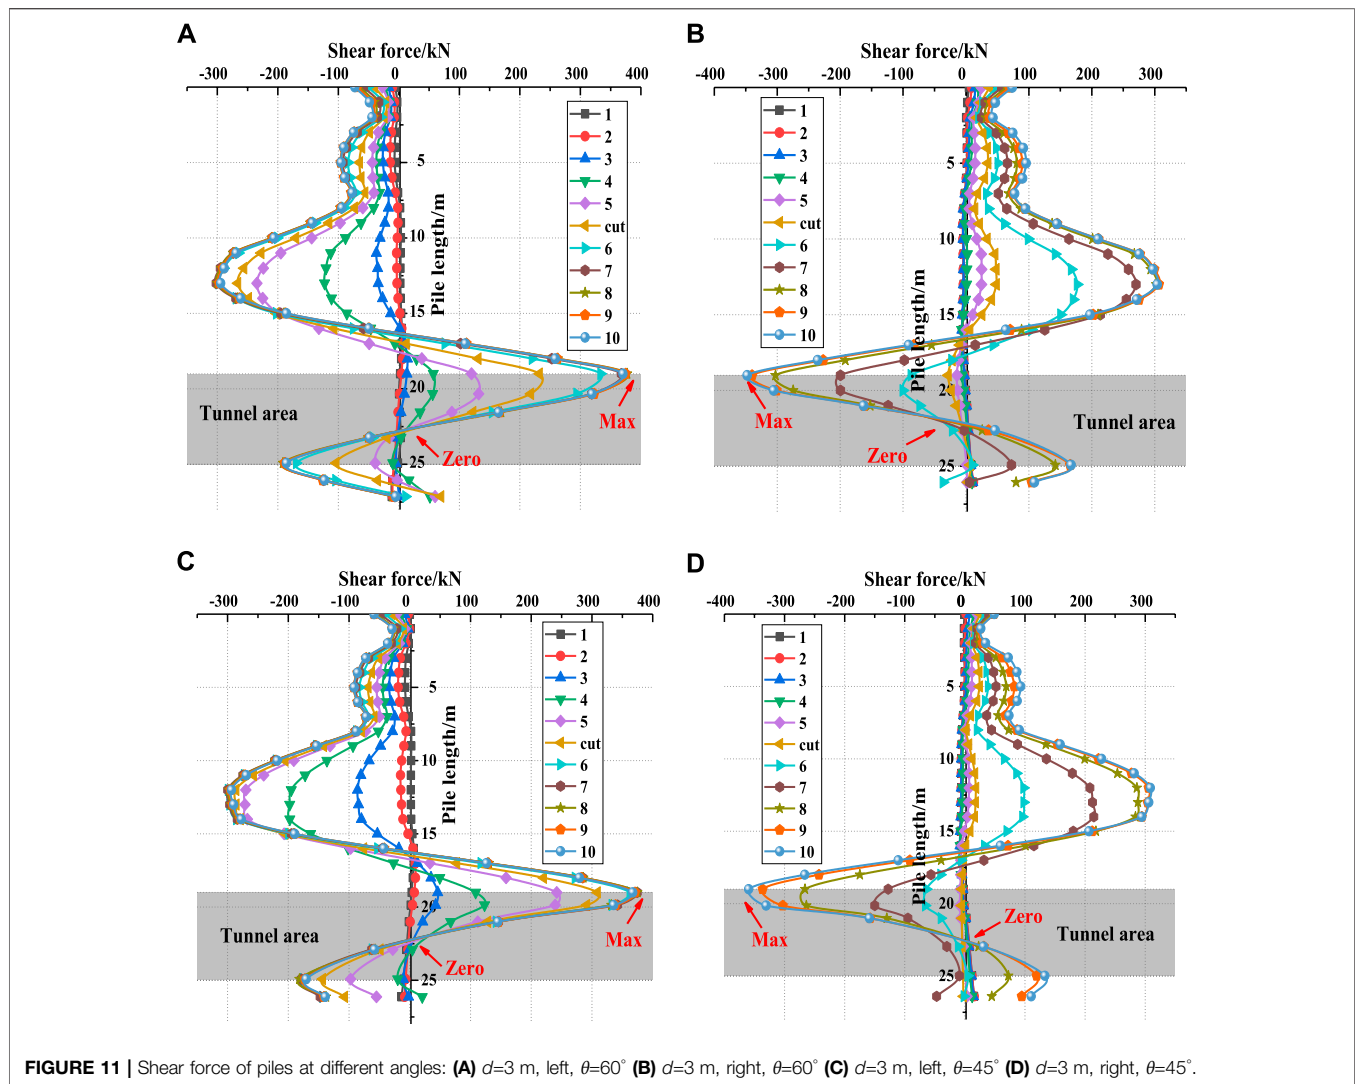 A
Shear force/kN
-300 -200 -100 0 100 200 300 400
5
10
15
20
25
Pile length/m
1
2
3
4
5
cut
6
7
8
9
10
Tunnel area
Max
Zero
B
Shear force/kN
-400 -300 -200 -100 0 100 200 300
5
10
15
20
25
Pile length/m
1
2
3
4
5
cut
6
7
8
9
10
Max
Tunnel area
Zero
C
Shear force/kN
-300 -200 -100 0 100 200 300 400
5
10
15
20
25
Pile length/m
1
2
3
4
5
cut
6
7
8
9
10
Tunnel area
Max
Zero
D
Shear force/kN
-400 -300 -200 -100 0 100 200 300
5
10
15
20
25
Pile length/m
1
2
3
4
5
cut
6
7
8
9
10
Zero
Max
Tunnel area
FIGURE 11 | Shear force of piles at different angles: (A) d=3 m, left, θ=60° (B) d=3 m, right, θ=60° (C) d=3 m, left, θ=45° (D) d=3 m, right, θ=45°.